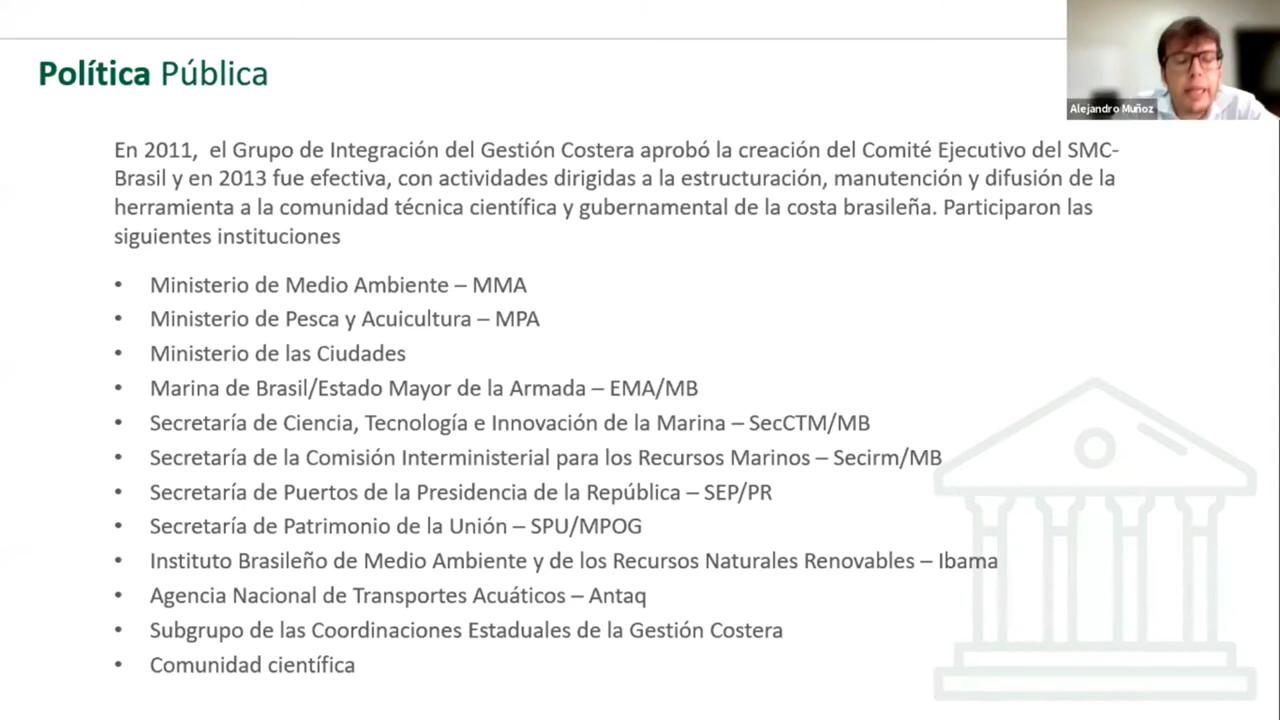 Política Pública
Alejandro Muñoz
En 2011,  el Grupo de Integración del Gestión Costera aprobó la creación del Comité Ejecutivo del SMC-
Brasil y en 2013 fue efectiva, con actividades dirigidas a la estructuración, manutención y difusión de la
herramienta a la comunidad técnica científica y gubernamental de la costa brasileña. Participaron las
siguientes instituciones
• Ministerio de Medio Ambiente – MMA
• Ministerio de Pesca y Acuicultura – MPA
• Ministerio de las Ciudades
• Marina de Brasil/Estado Mayor de la Armada – EMA/MB
• Secretaría de Ciencia, Tecnología e Innovación de la Marina – SecCTM/MB
• Secretaría de la Comisión Interministerial para los Recursos Marinos – Secirm/MB
• Secretaría de Puertos de la Presidencia de la República – SEP/PR
• Secretaría de Patrimonio de la Unión – SPU/MPOG
• Instituto Brasileño de Medio Ambiente y de los Recursos Naturales Renovables – Ibama
• Agencia Nacional de Transportes Acuáticos – Antaq
• Subgrupo de las Coordinaciones Estaduales de la Gestión Costera
• Comunidad científica